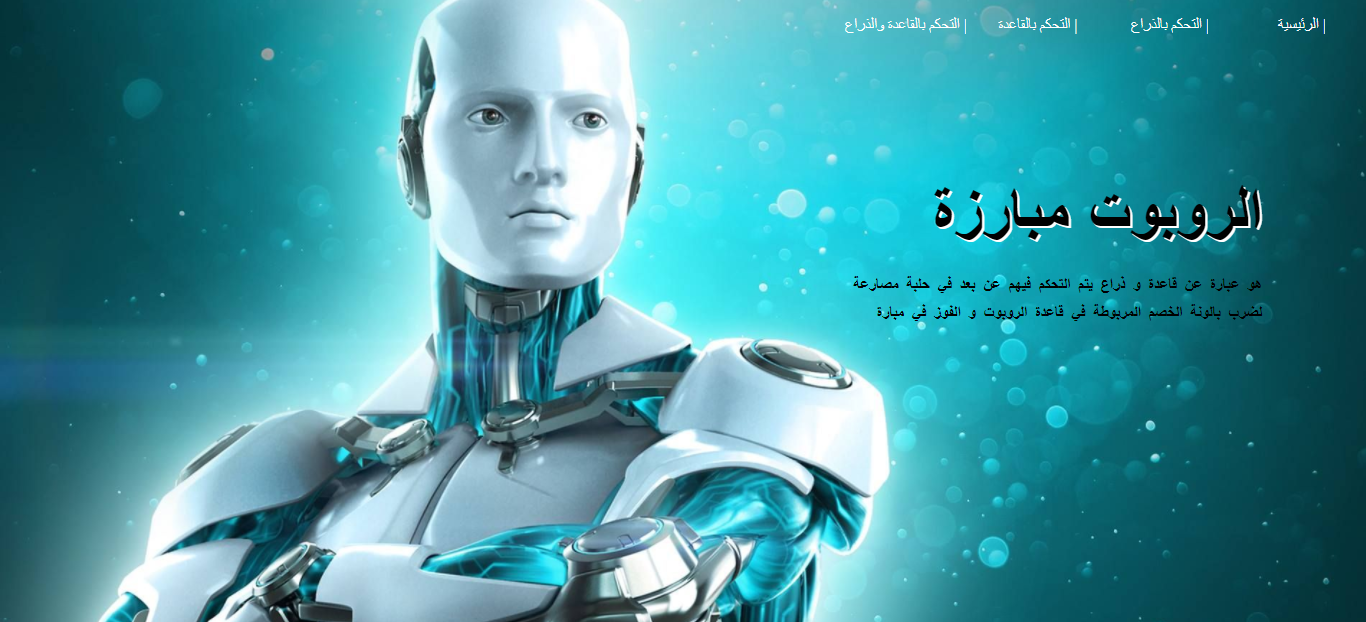 | الرئيسية
| التحكم بالذراع
| التحكم بالقاعدة
| التحكم بالقاعدة والذراع
الروبوت مبارزة
هو عبارة عن قاعدة و ذراع يتم التحكم فيهم عن بعد في حلبة مصارعة
لضرب بالونة الخصم المربوطة في قاعدة الروبوت و الفوز في مبارة